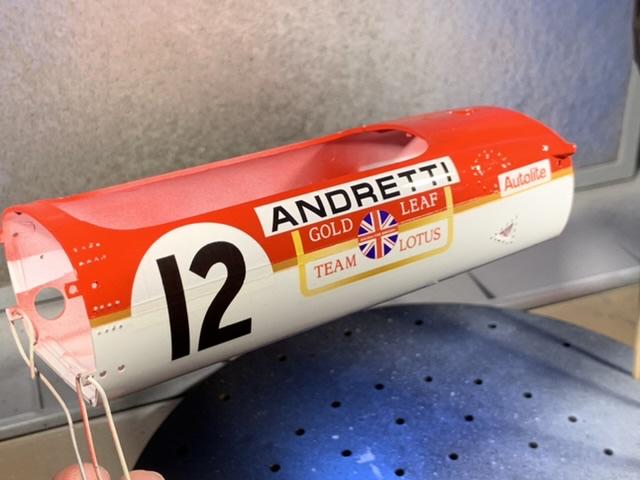 ANDRETTI
GOLD LEAF
TEAM LOTUS
12
Autolite